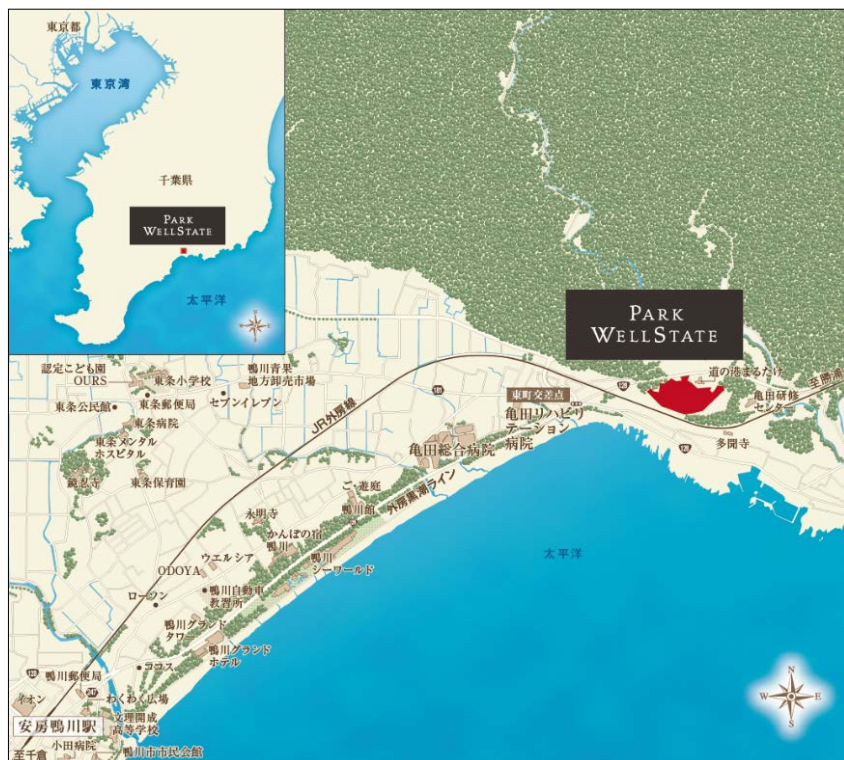 東京都
東京湾
千葉県
PARK
WELLSTATE
太平洋
N
W
E
S
PARK
WELLSTATE
認定こども園
OURS
東条小学校
鴨川青果
地方卸売市場
東条公民館
東条郵便局
セブンイレブン
東条病院
東条メンタル
ホスピタル
鏡忍寺
東条保育園
JR外房線
128
東町交差点
亀田リハビリ
テーション
病院
亀田総合病院
128
道の港まるたけ
至勝浦
亀田研修
センター
多聞寺
128
ご・遊庭
鴨川館
外房黒潮ライン
永明寺
かんぽの宿
鴨川
鴨川
シーワールド
太平洋
ウエルシア
ODOYA
ローソン
鴨川自動車
教習所
鴨川グランド
タワー
鴨川グランド
ホテル
ココス
128
鴨川郵便局
247
イオン
わくわく広場
安房鴨川駅
文理開成
高等学校
小田病院
至千倉
鴨川市市民会館
N
W
E
S